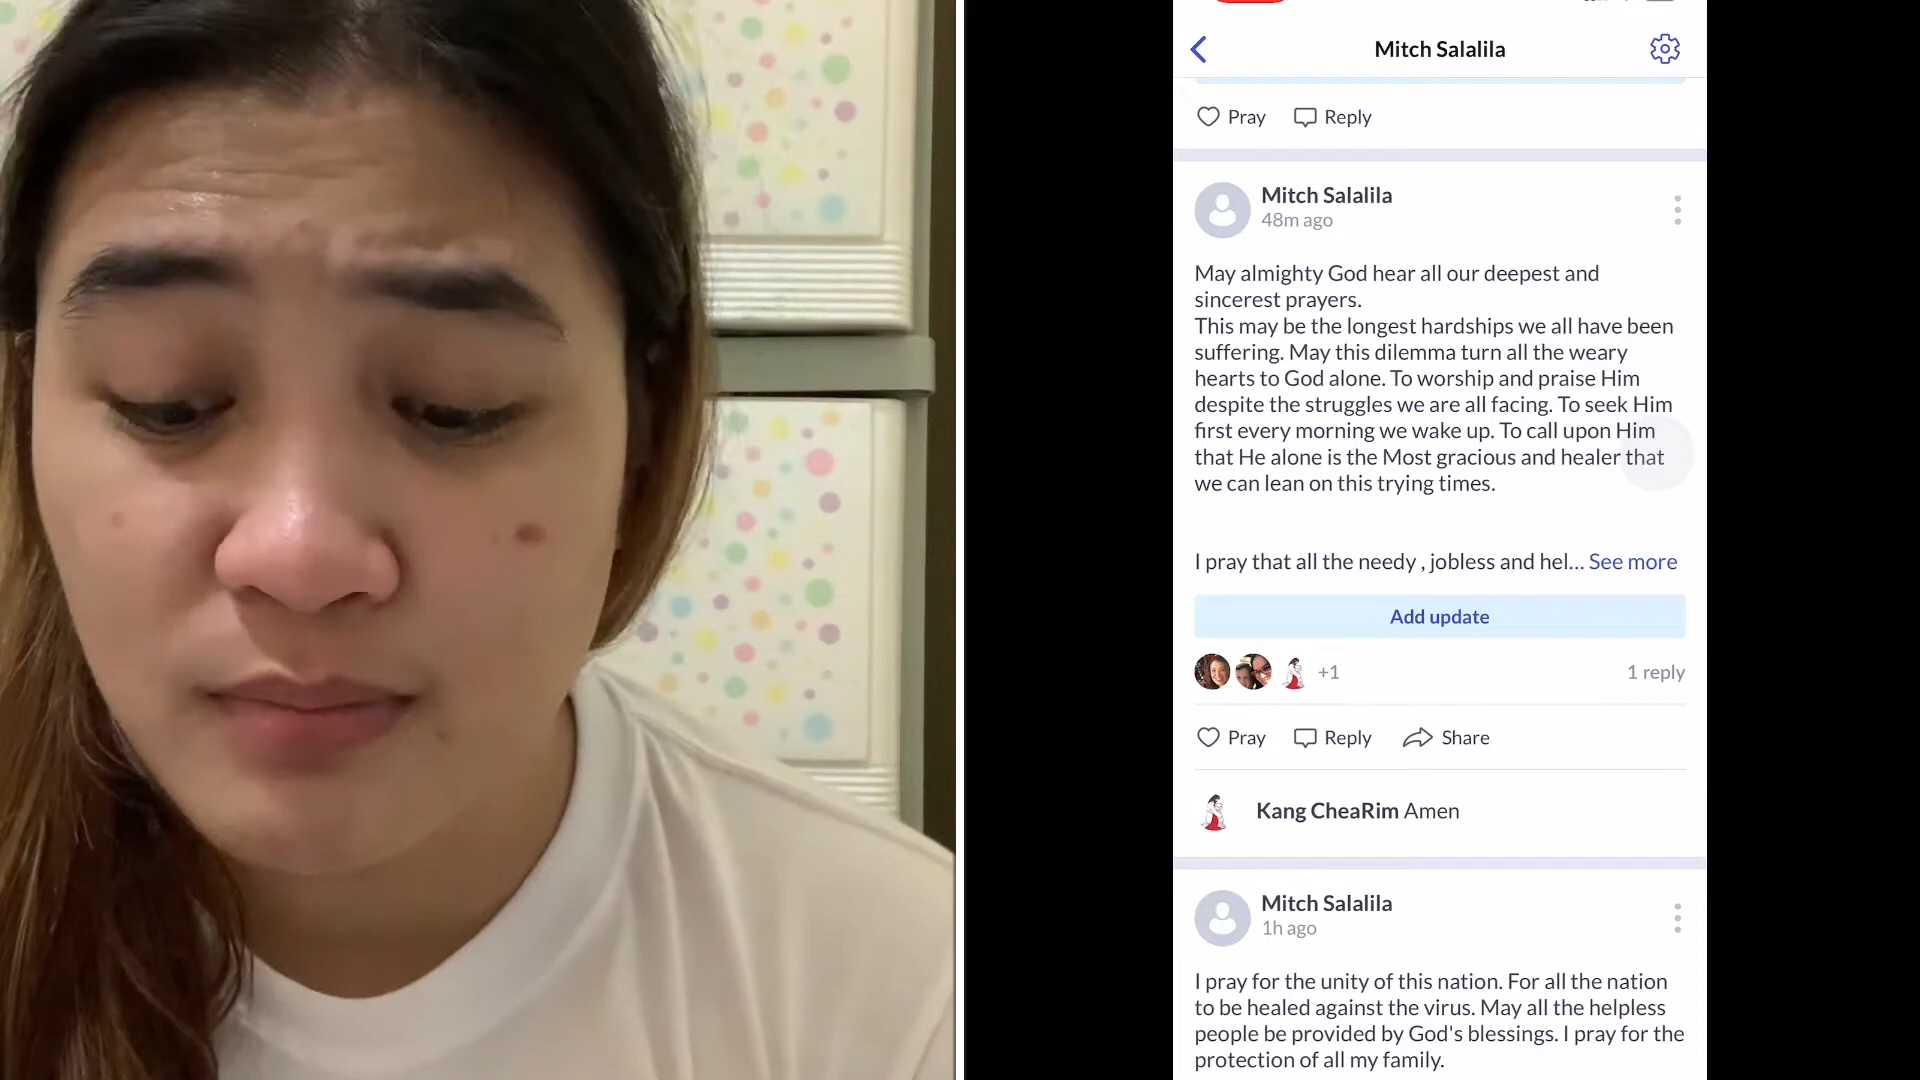 Mitch Salalila
Pray Reply
Mitch Salalila
48m ago
May almighty God hear all our deepest and
sincerest prayers.
This may be the longest hardships we all have been
suffering. May this dilemma turn all the weary
hearts to God alone. To worship and praise Him
despite the struggles we are all facing. To seek Him
first every morning we wake up. To call upon Him
that He alone is the Most gracious and healer that
we can lean on this trying times.
I pray that all the needy , jobless and hel... See more
Add update
+1 1 reply
Pray Reply Share
Kang CheaRim Amen
Mitch Salalila
1h ago
I pray for the unity of this nation. For all the nation
to be healed against the virus. May all the helpless
people be provided by God's blessings. I pray for the
protection of all my family.